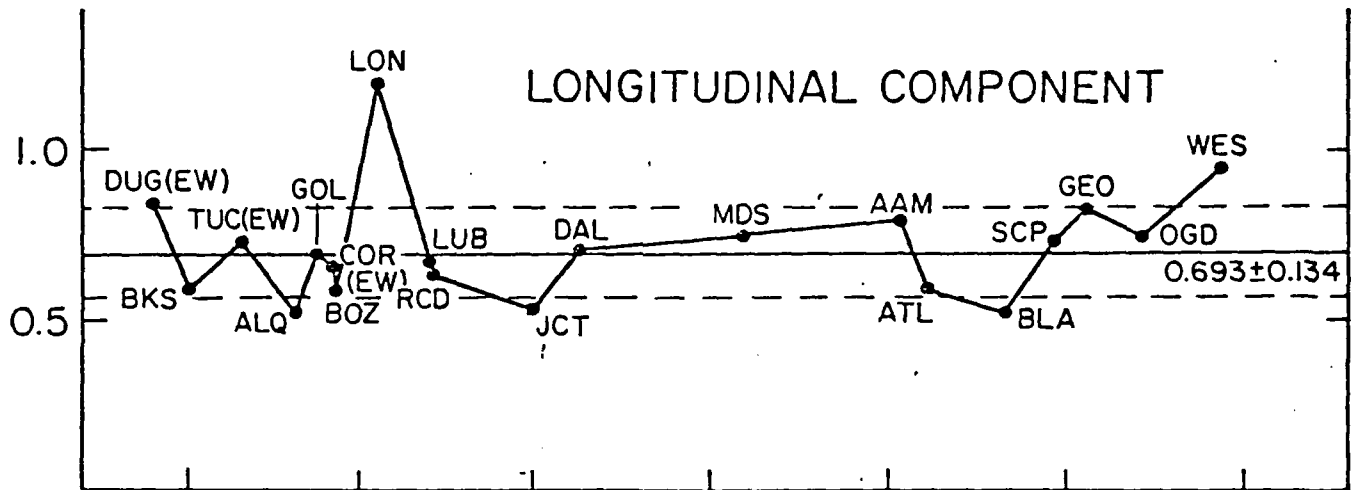 LON
LONGITUDINAL COMPONENT
1.0
WES
DUG(EW)
GOL
GEO
TUC(EW)
AAM
MDS
DAL
LUB
SCP
OGD
COR
(EW)
0.693±0.134
BKS
RCD
BOZ
ATL
0.5
ALQ
JCT
BLA